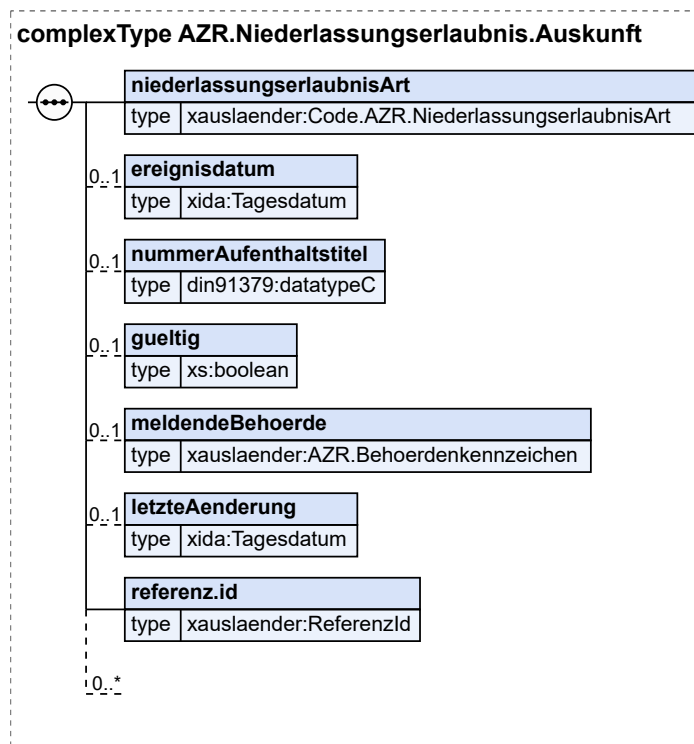 complexType AZR.Niederlassungserlaubnis.Auskunft
niederlassungserlaubnisArt
type xauslaender:Code.AZR.NiederlassungserlaubnisArt
0..1 ereignisdatum
type xida:Tagesdatum
0..1 nummerAufenthaltstitel
type din91379:datatypeC
0..1 gueltig
type xs:boolean
0..1 meldendeBehoerde
type xauslaender:AZR.Behoerdenkennzeichen
0..1 letzteAenderung
type xida:Tagesdatum
referenz.id
type xauslaender:ReferenzId
0..*